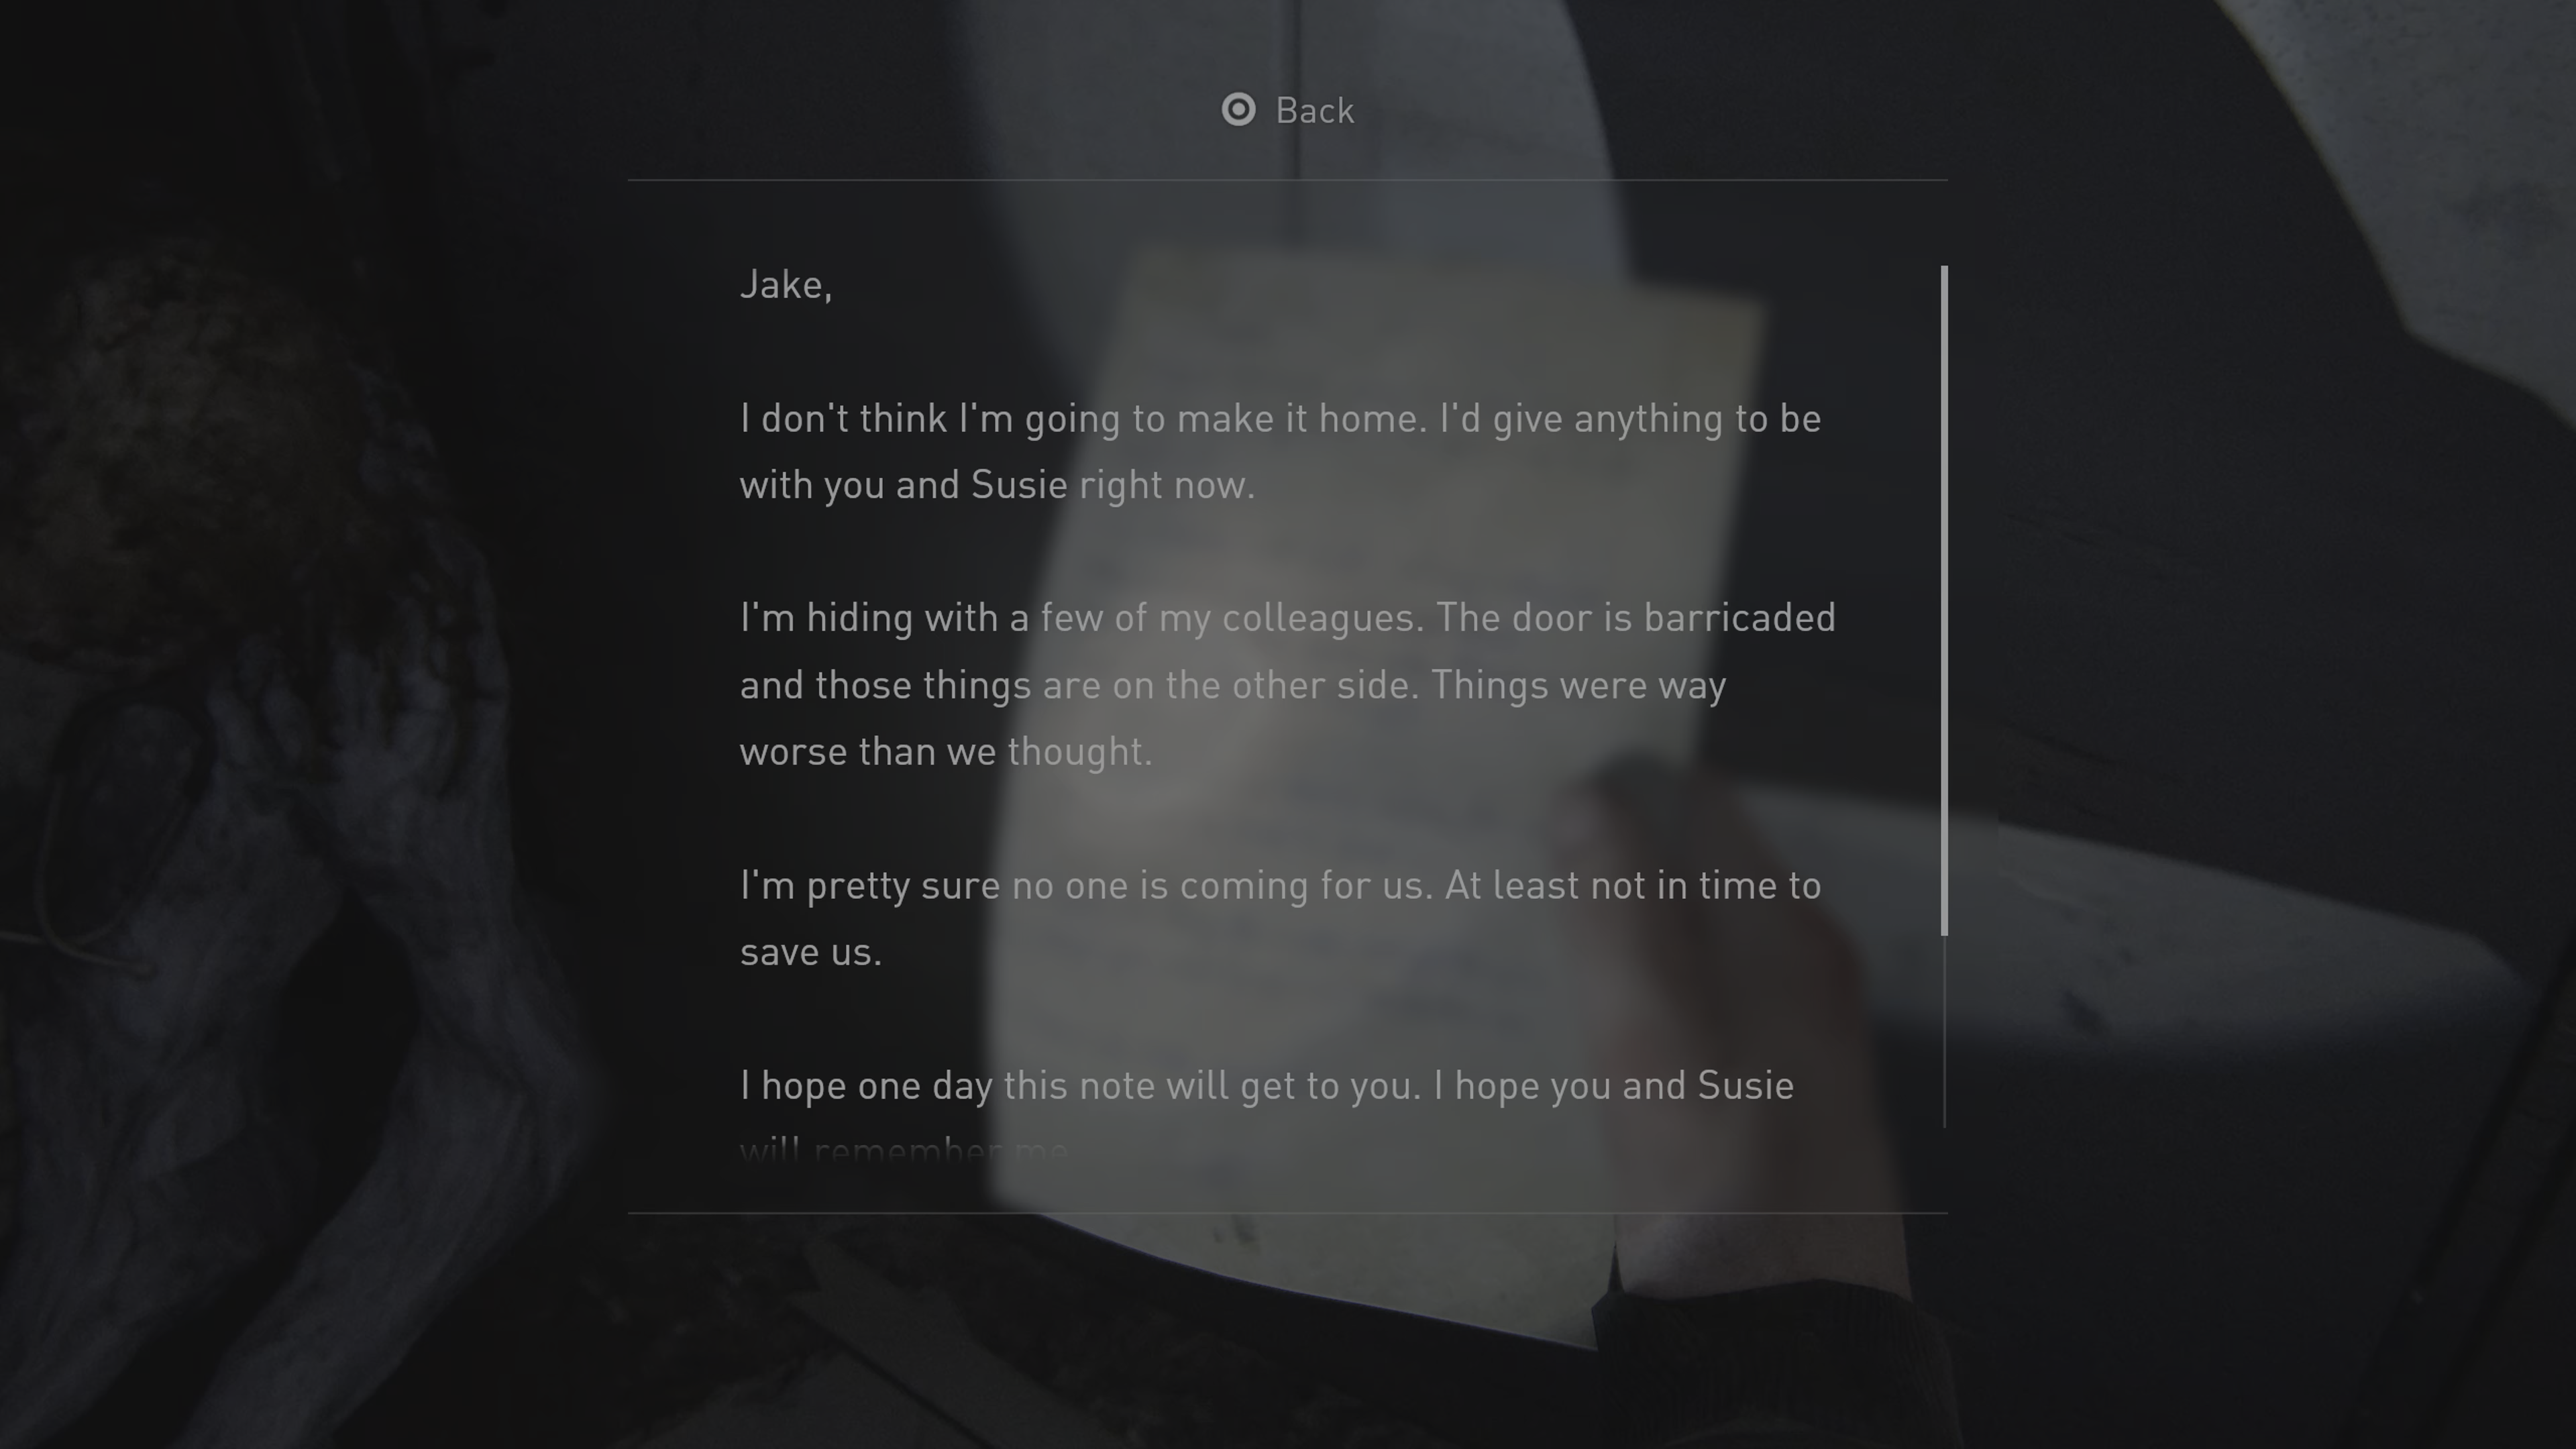 Back
Jake,
I don't think I'm going to make it home. I'd give anything to be
with you and Susie right now.
I'm hiding with a few of my colleagues. The door is barricaded
and those things are on the other side. Things were way
worse than we thought.
I'm pretty sure no one is coming for us. At least not in time to
save us.
I hope one day this note will get to you. I hope you and Susie
will remember me